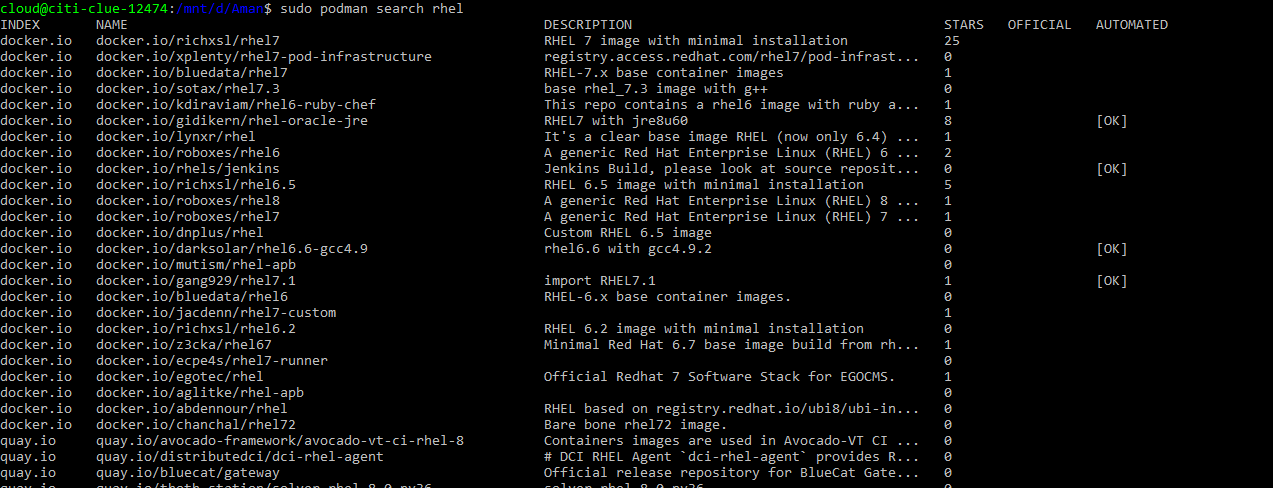 cloud@citi-clue-12474:/mnt/d/Aman$ sudo podman search rhel
INDEX NAME DESCRIPTION STARS OFFICIAL AUTOMATED
docker.io docker.io/richxsl/rhel7 RHEL 7 image with minimal installation 25
docker.io docker.io/xplenty/rhel7-pod-infrastructure registry.access.redhat.com/rhel7/pod-infrast... 0
docker.io docker.io/bluedata/rhel7 RHEL-7.x base container images 1
docker.io docker.io/sotax/rhel7.3 base rhel_7.3 image with g++ 0
docker.io docker.io/kdiraviam/rhel6-ruby-chef This repo contains a rhel6 image with ruby a... 1
docker.io docker.io/gidikern/rhel-oracle-jre RHEL7 with jre8u60 8 [OK]
docker.io docker.io/lynxr/rhel It's a clear base image RHEL (now only 6.4) ... 1
docker.io docker.io/roboxes/rhel6 A generic Red Hat Enterprise Linux (RHEL) 6 ... 2
docker.io docker.io/rhels/jenkins Jenkins Build, please look at source reposit... 0 [OK]
docker.io docker.io/richxsl/rhel6.5 RHEL 6.5 image with minimal installation 5
docker.io docker.io/roboxes/rhel8 A generic Red Hat Enterprise Linux (RHEL) 8 ... 1
docker.io docker.io/roboxes/rhel7 A generic Red Hat Enterprise Linux (RHEL) 7 ... 1
docker.io docker.io/dnplus/rhel Custom RHEL 6.5 image 0
docker.io docker.io/darksolar/rhel6.6-gcc4.9 rhel6.6 with gcc4.9.2 0 [OK]
docker.io docker.io/mutism/rhel-apb 0
docker.io docker.io/gang929/rhel7.1 import RHEL7.1 1 [OK]
docker.io docker.io/bluedata/rhel6 RHEL-6.x base container images. 0
docker.io docker.io/jacdenn/rhel7-custom 1
docker.io docker.io/richxsl/rhel6.2 RHEL 6.2 image with minimal installation 0
docker.io docker.io/z3cka/rhel67 Minimal Red Hat 6.7 base image build from rh... 1
docker.io docker.io/ecpe4s/rhel7-runner 0
docker.io docker.io/egotec/rhel Official Redhat 7 Software Stack for EGOCMS. 1
docker.io docker.io/aglitke/rhel-apb 0
docker.io docker.io/abdennour/rhel RHEL based on registry.redhat.io/ubi8/ubi-in... 0
docker.io docker.io/chanchal/rhel72 Bare bone rhel72 image. 0
quay.io quay.io/avocado-framework/avocado-vt-ci-rhel-8 Containers images are used in Avocado-VT CI ... 0
quay.io quay.io/distributedci/dci-rhel-agent # DCI RHEL Agent `dci-rhel-agent` provides R... 0
quay.io quay.io/bluecat/gateway Official release repository for BlueCat Gate... 0
quay.io quay.io/thoth-station/solver-rhel-8.0-py36 solver-rhel-8.0-py36 0